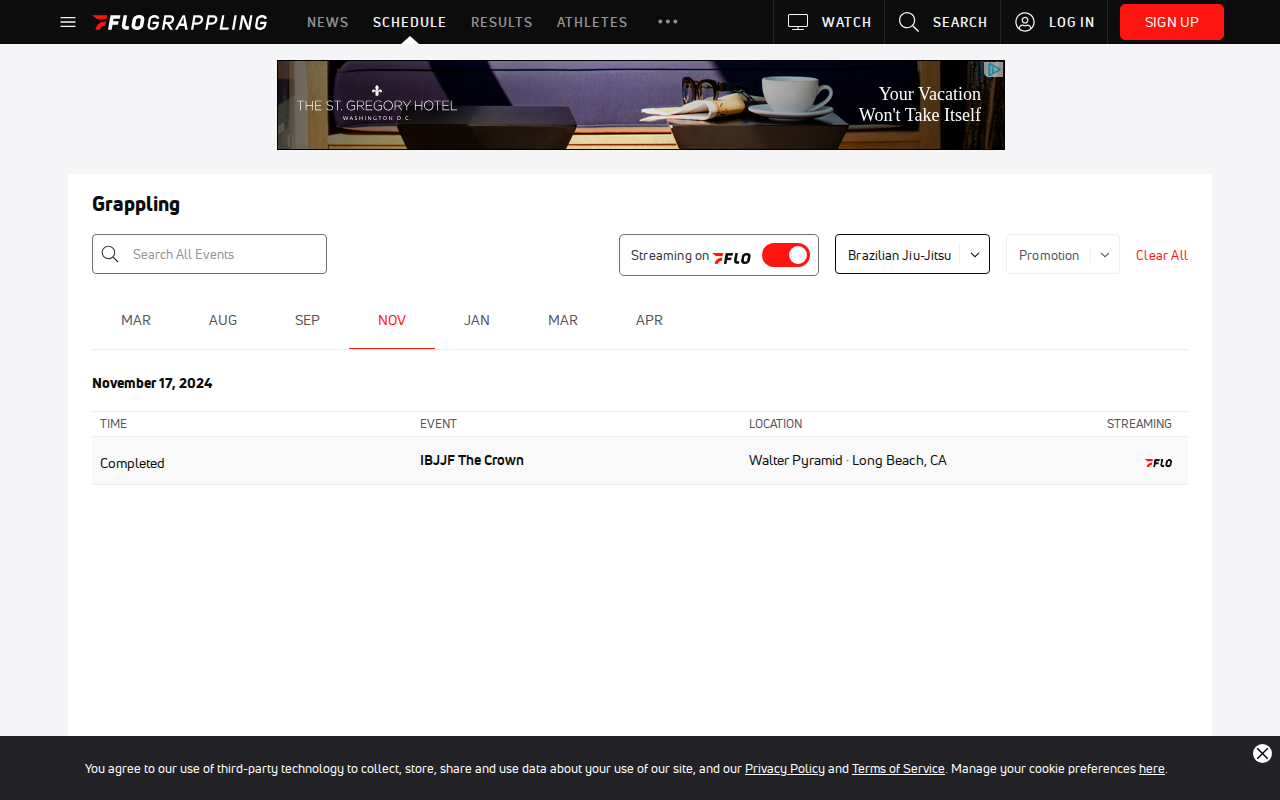 FLOGRAPPLING NEWS SCHEDULE RESULTS ATHLETES WATCH SEARCH LOG IN SIGN UP
THE ST. GREGORY HOTEL
WASHINGTON D.C.
Your Vacation
Won't Take Itself
Grappling
Search All Events Streaming on FLO Brazilian Jiu-Jitsu Promotion Clear All
MAR AUG SEP NOV JAN MAR APR
November 17, 2024
TIME EVENT LOCATION STREAMING
Completed IBJJF The Crown Walter Pyramid · Long Beach, CA FLO
You agree to our use of third-party technology to collect, store, share and use data about your use of our site, and our Privacy Policy and Terms of Service. Manage your cookie preferences here.